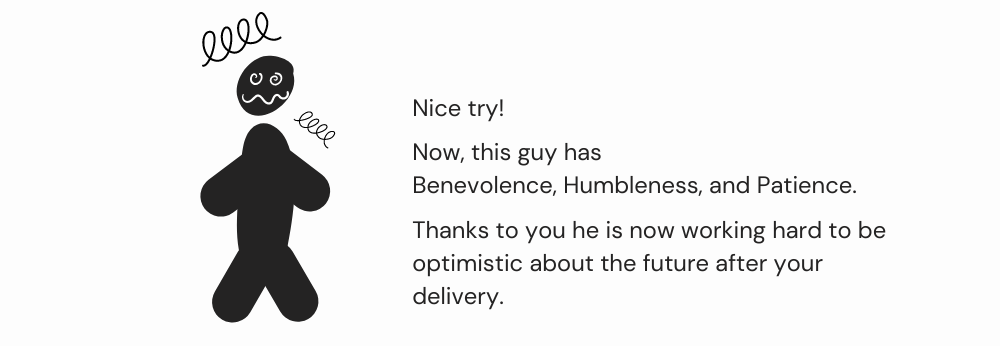 Nice try!
Now, this guy has
Benevolence, Humbleness, and Patience.
Thanks to you he is now working hard to be
optimistic about the future after your
delivery.